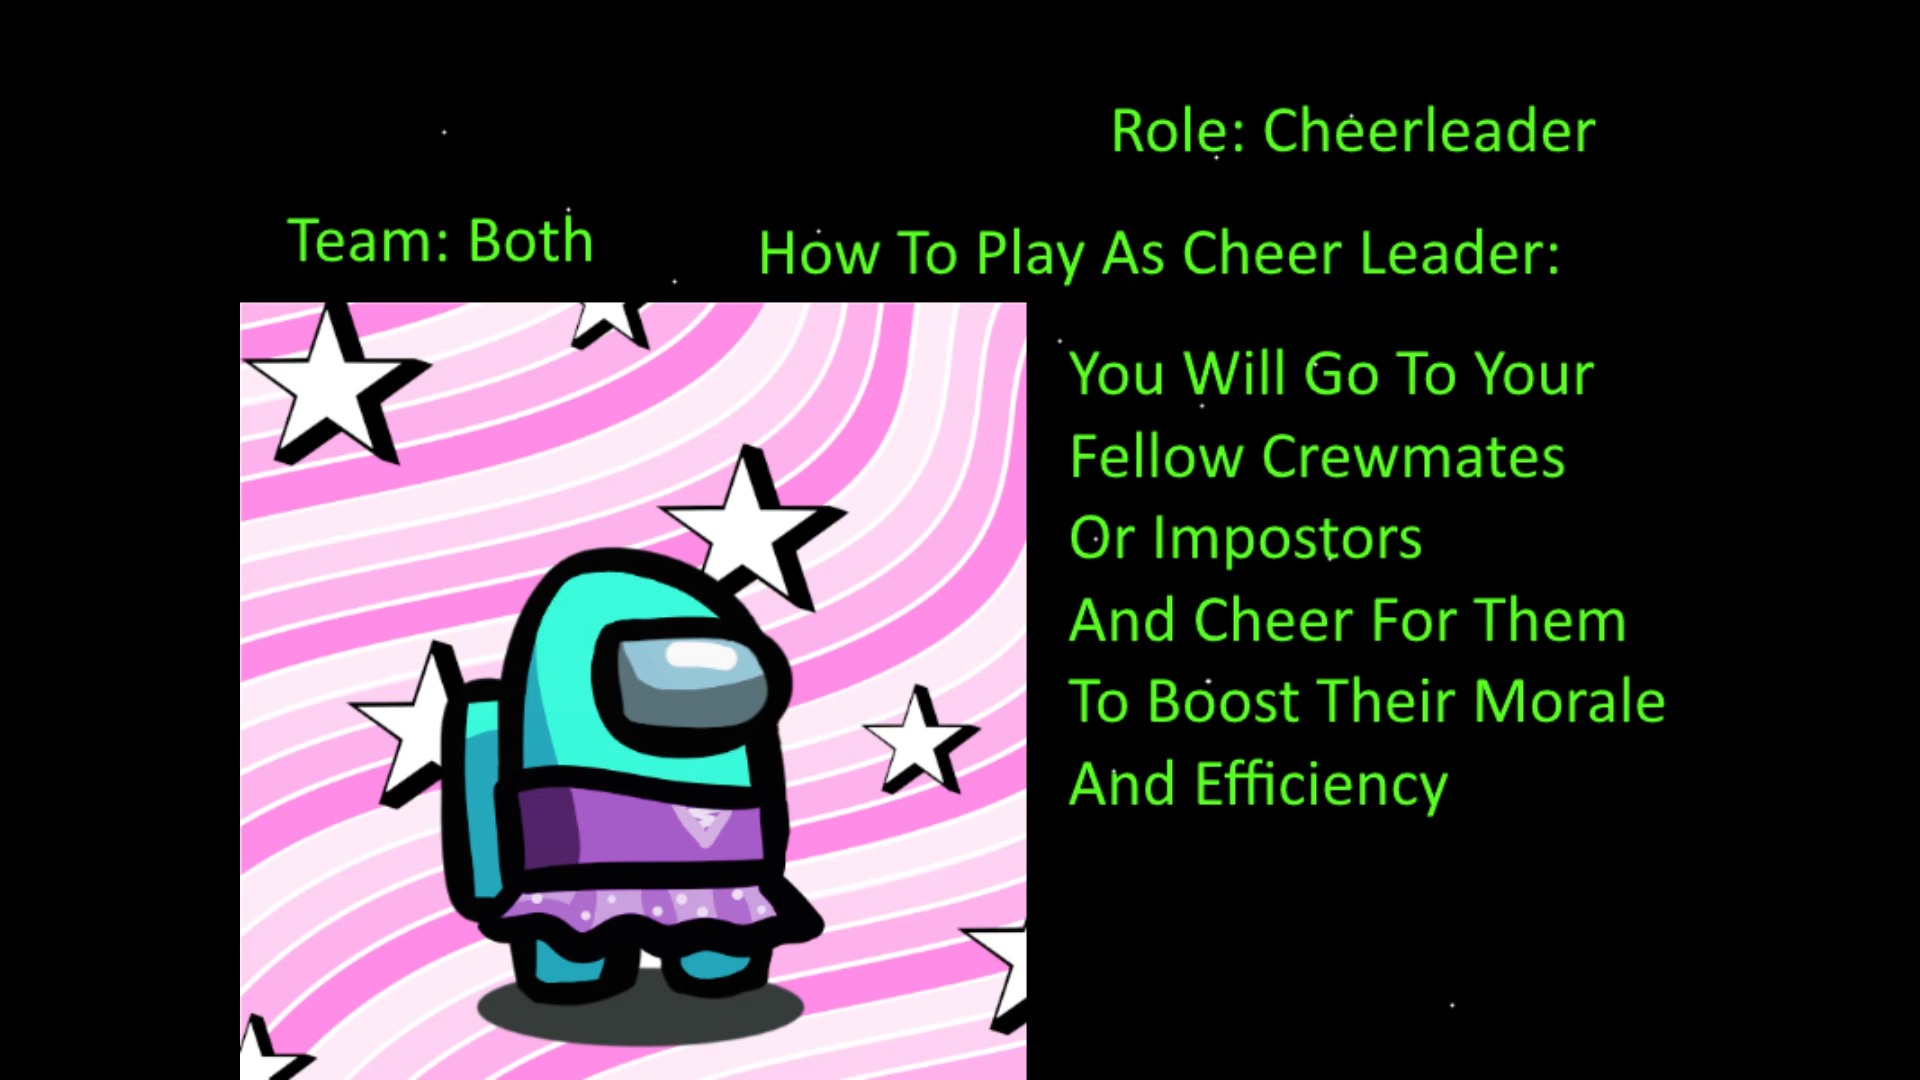 Role: Cheerleader
Team: Both
How To Play As Cheer Leader:
You Will Go To Your
Fellow Crewmates
Or Impostors
And Cheer For Them
To Boost Their Morale
And Efficiency